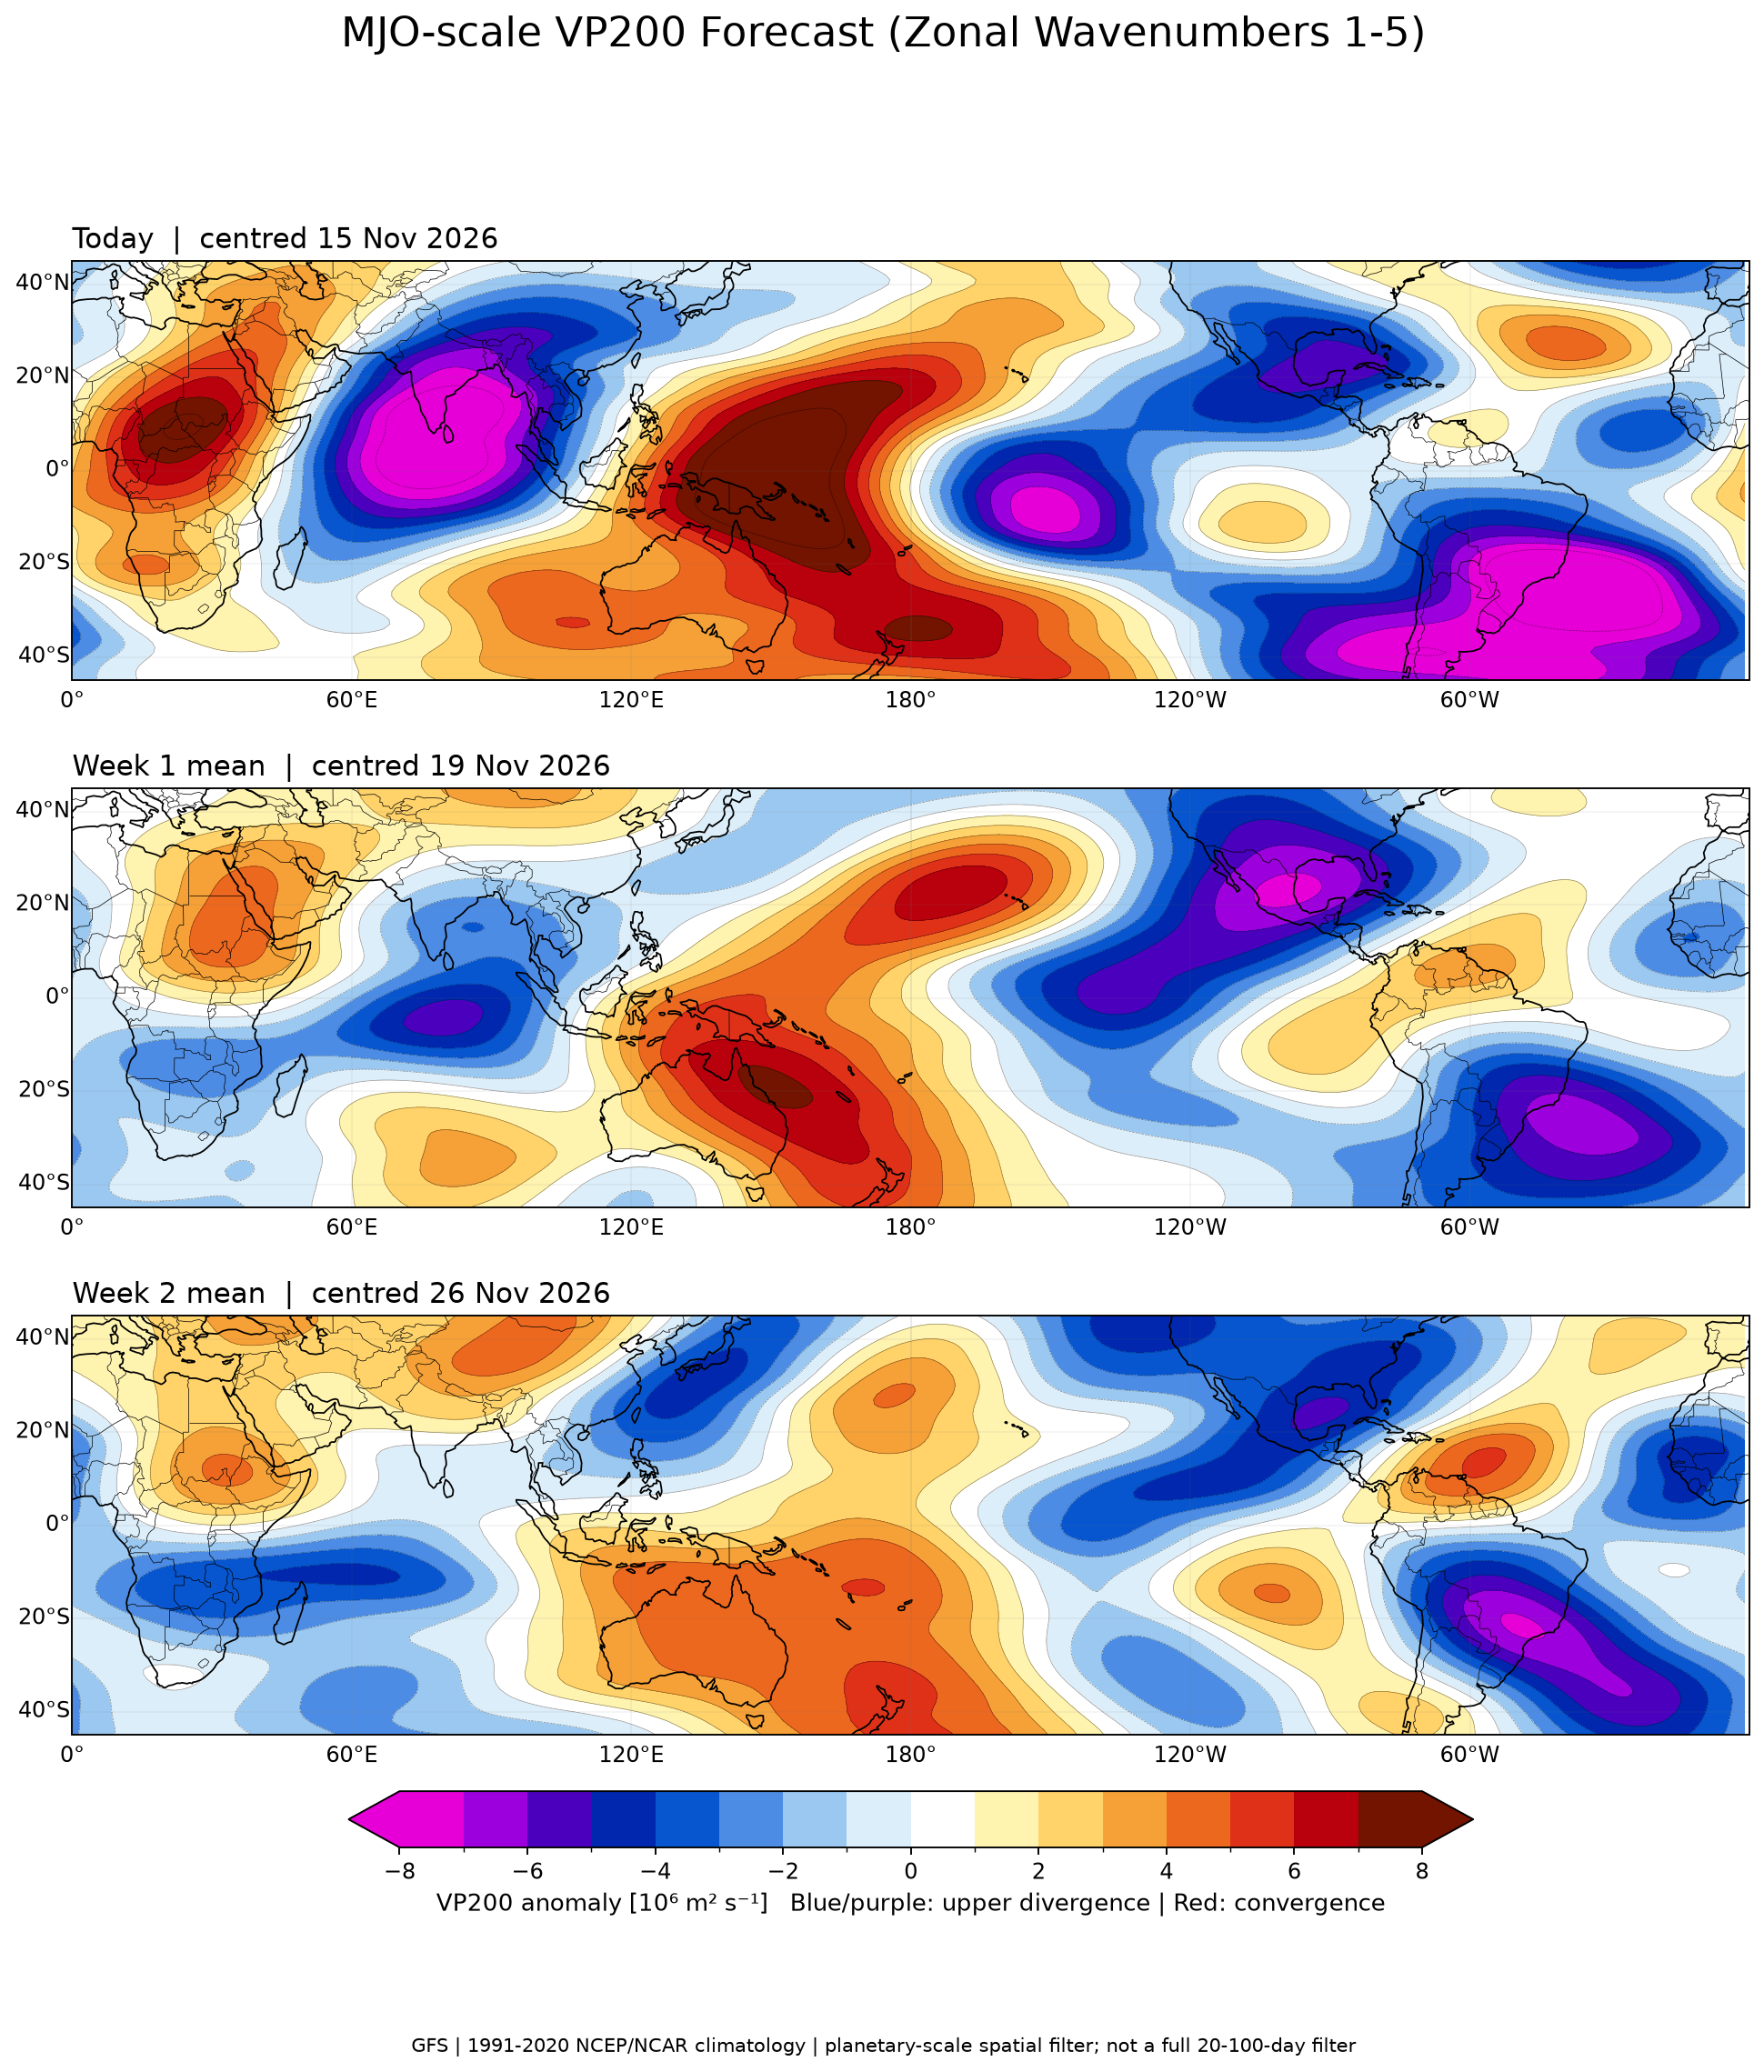 MJO-scale VP200 Forecast (Zonal Wavenumbers 1-5)
Today | centred 15 Nov 2026
40°N
20°N
0°
20°S
40°S
0° 60°E 120°E 180° 120°W 60°W
Week 1 mean | centred 19 Nov 2026
40°N
20°N
0°
20°S
40°S
0° 60°E 120°E 180° 120°W 60°W
Week 2 mean | centred 26 Nov 2026
40°N
20°N
0°
20°S
40°S
0° 60°E 120°E 180° 120°W 60°W
−8 −6 −4 −2 0 2 4 6 8
VP200 anomaly [10⁶ m² s⁻¹] Blue/purple: upper divergence | Red: convergence
GFS | 1991-2020 NCEP/NCAR climatology | planetary-scale spatial filter; not a full 20-100-day filter